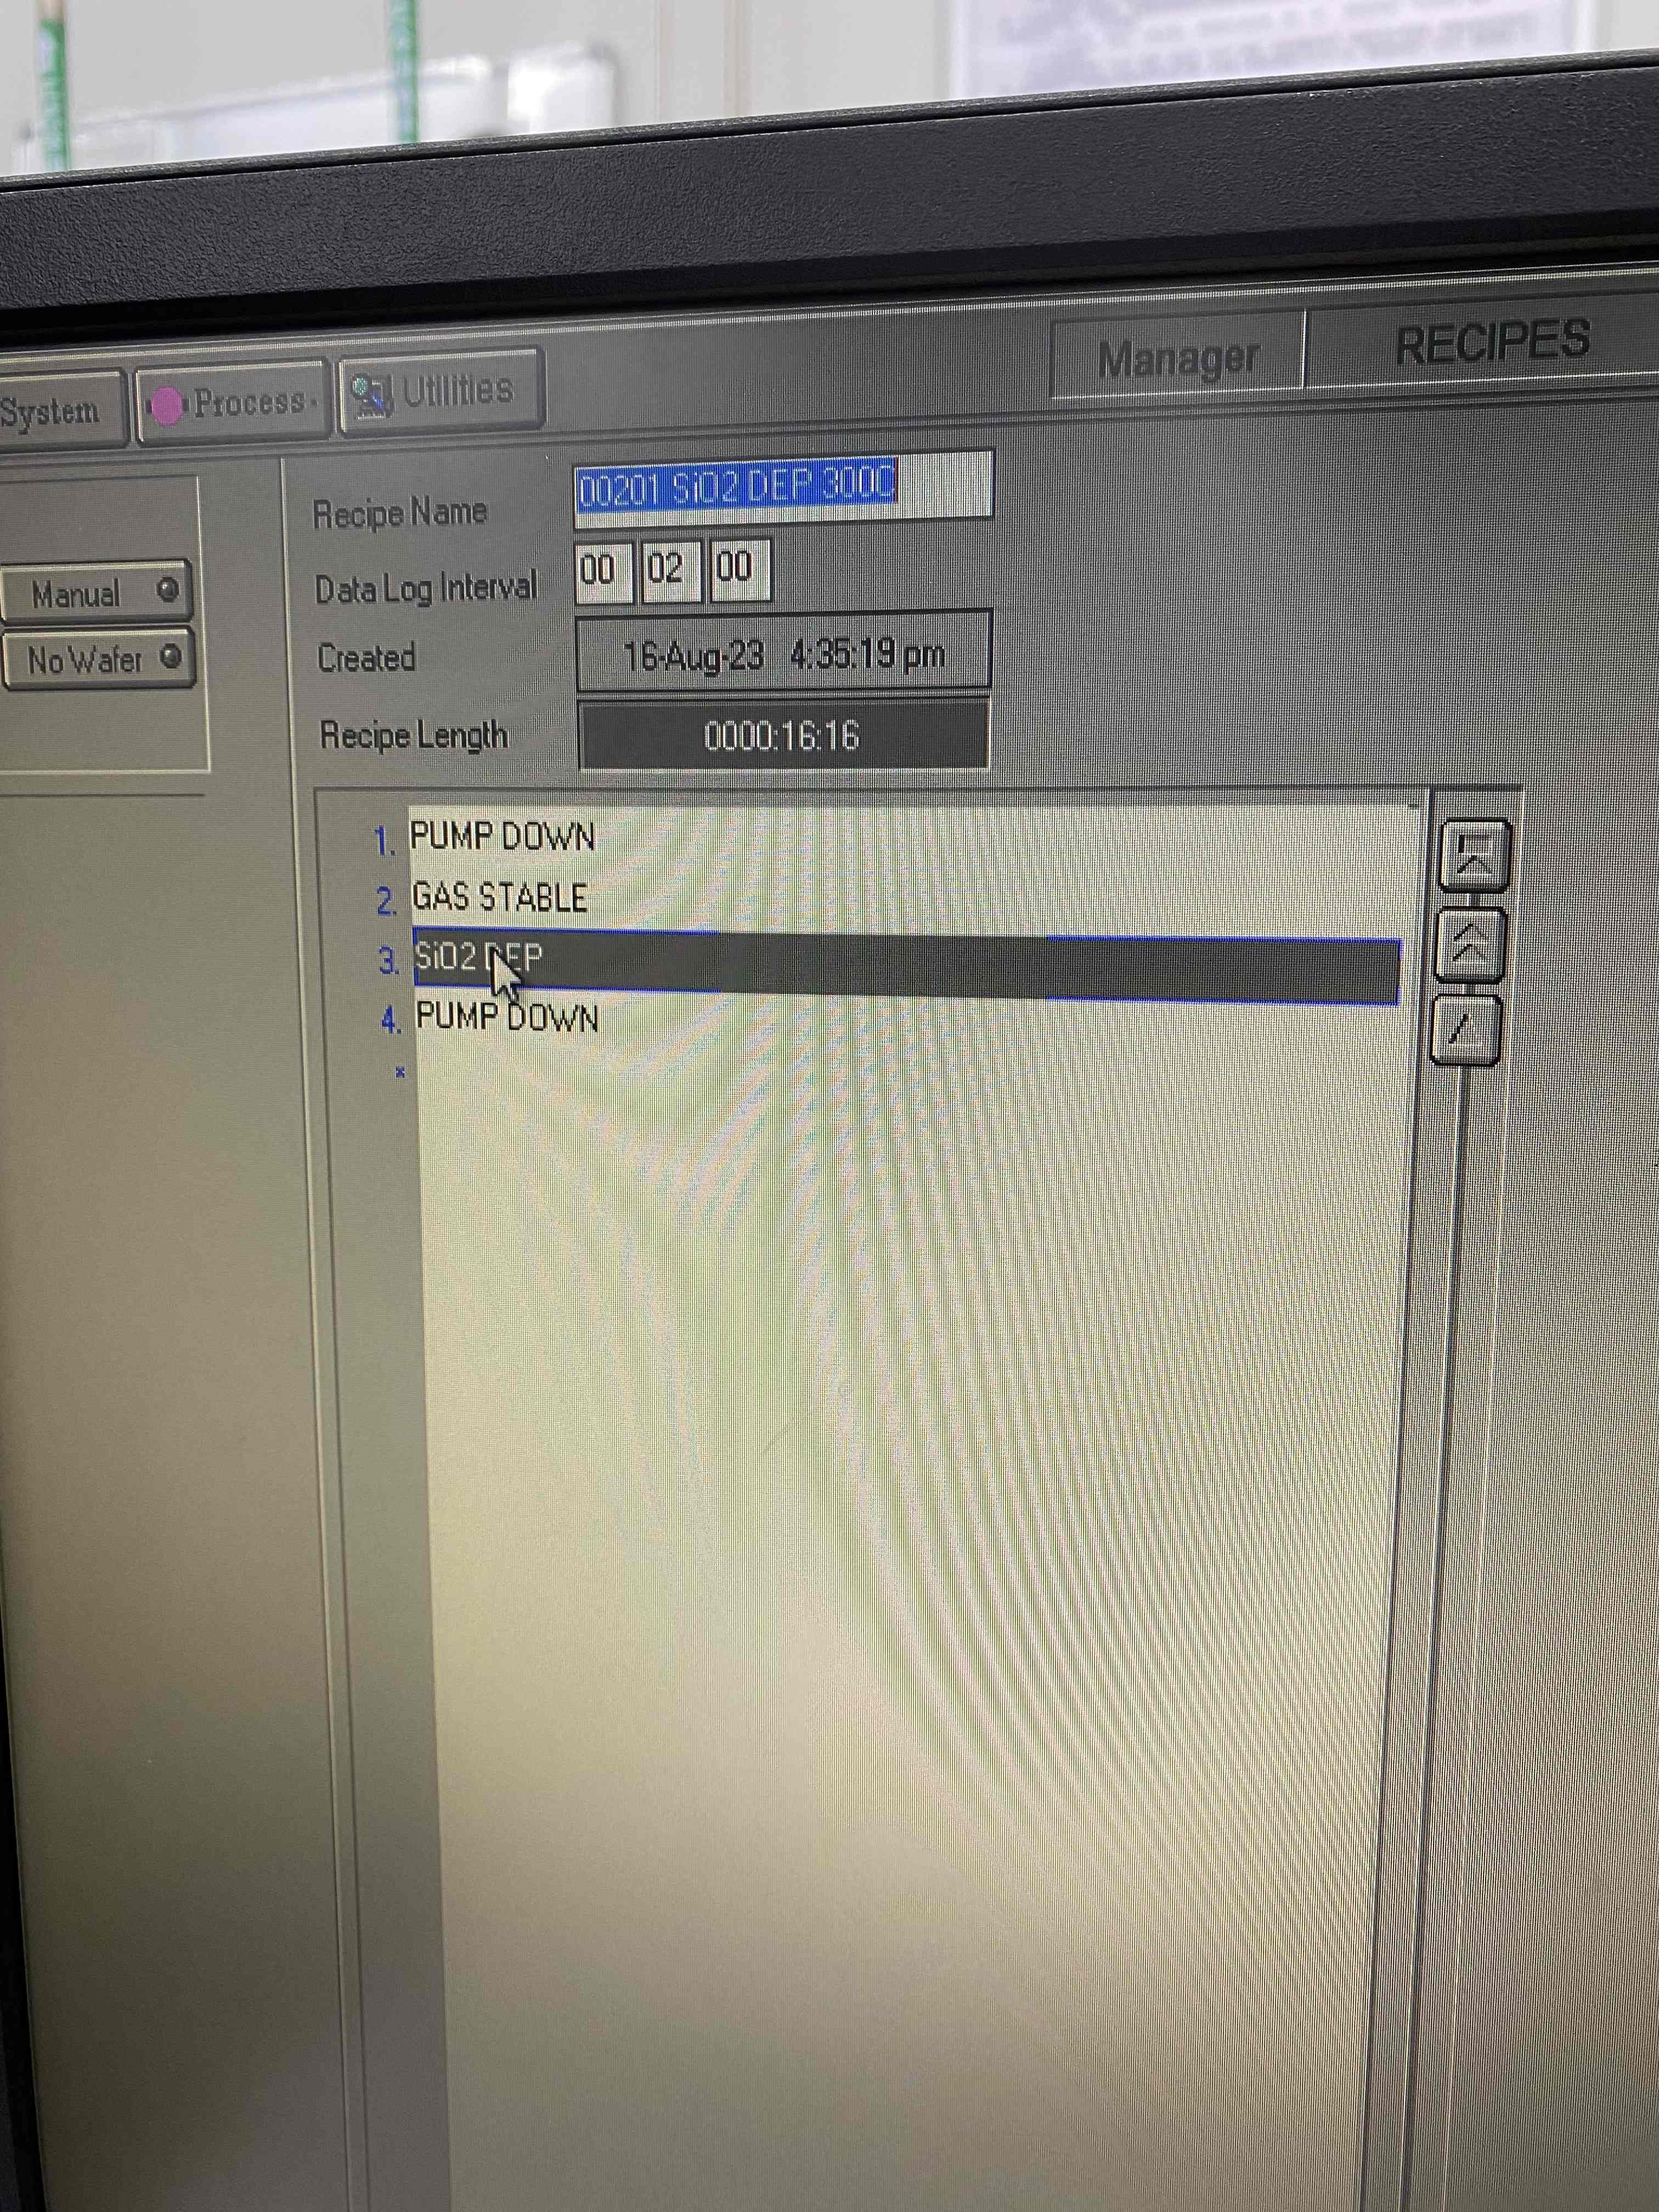 System Process Utilities Manager RECIPES
Recipe Name 00201 SiO2 DEP 300C
Manual Data Log Interval 00 02 00
No Wafer Created 16-Aug-23 4:35:19 pm
Recipe Length 0000:16:16
1. PUMP DOWN
2. GAS STABLE
3. SiO2 DEP
4. PUMP DOWN